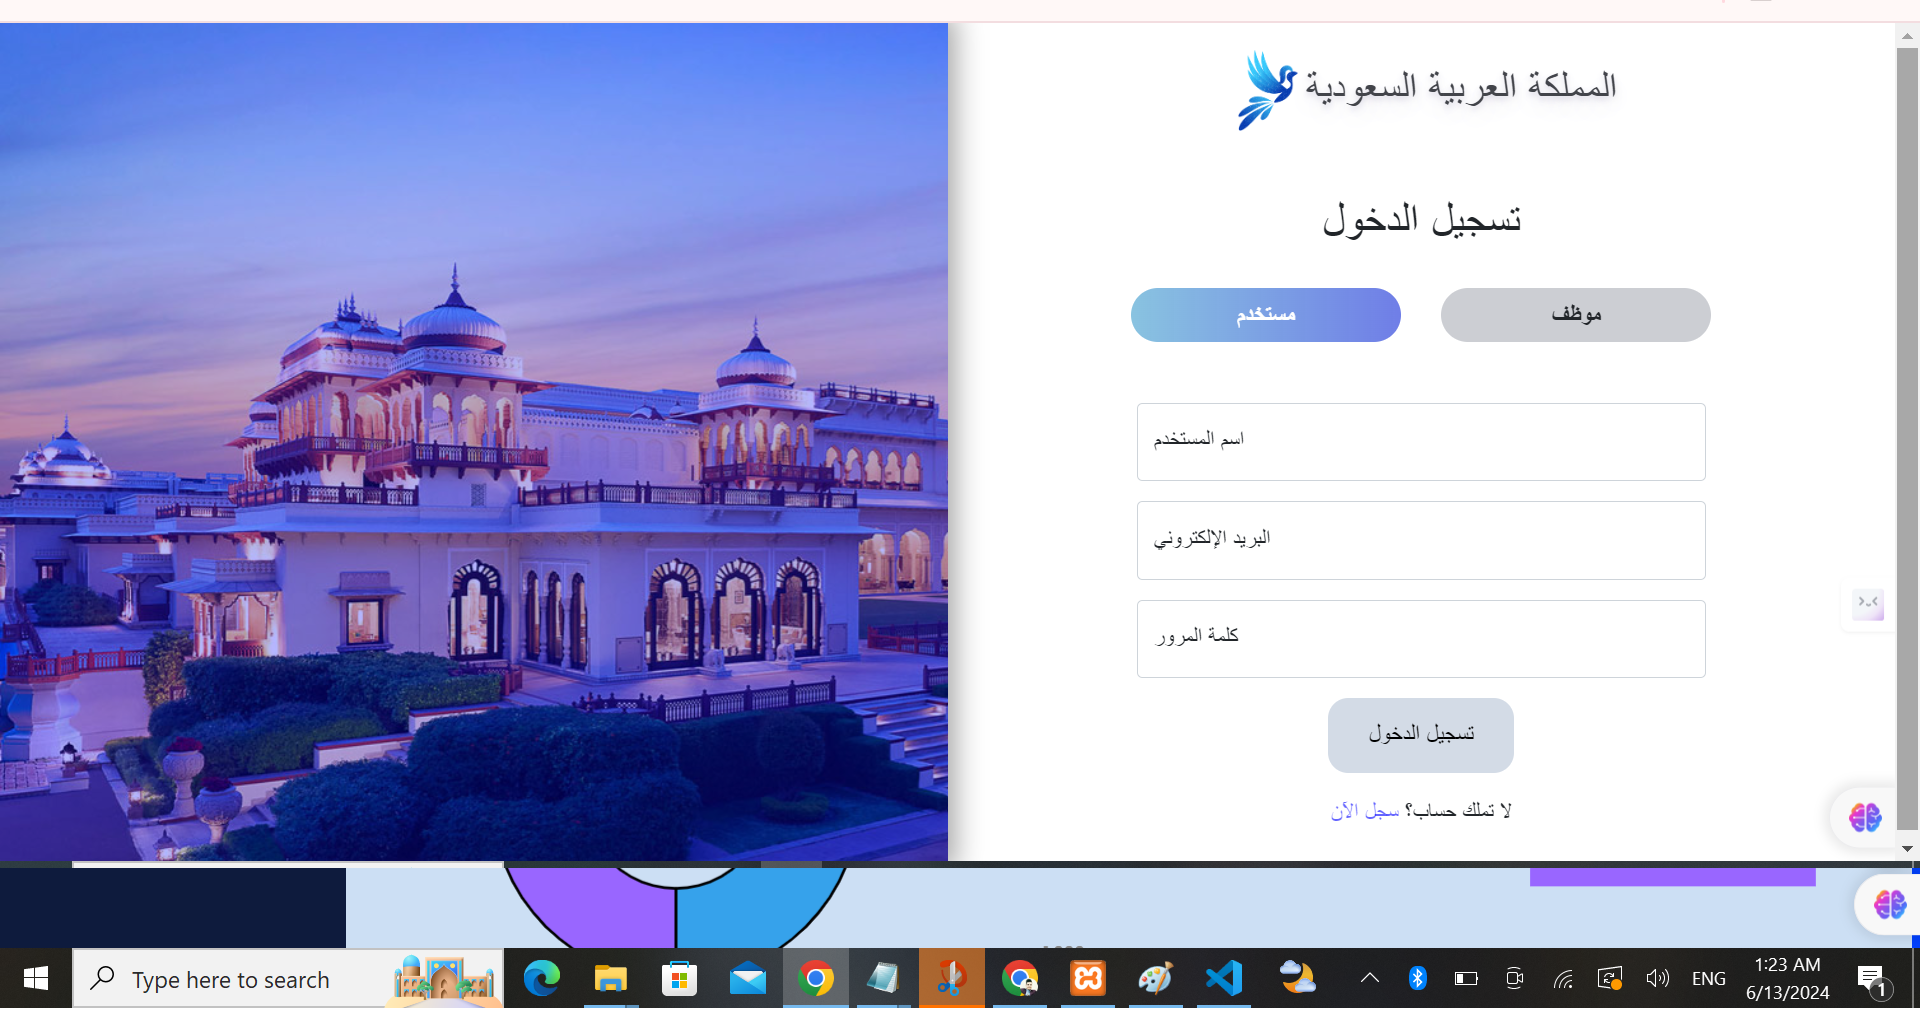 المملكة العربية السعودية
تسجيل الدخول
موظف
مستخدم
اسم المستخدم
البريد الإلكتروني
كلمة المرور
تسجيل الدخول
لا تملك حساب؟ سجل الآن
Type here to search
ENG
1:23 AM
6/13/2024
1